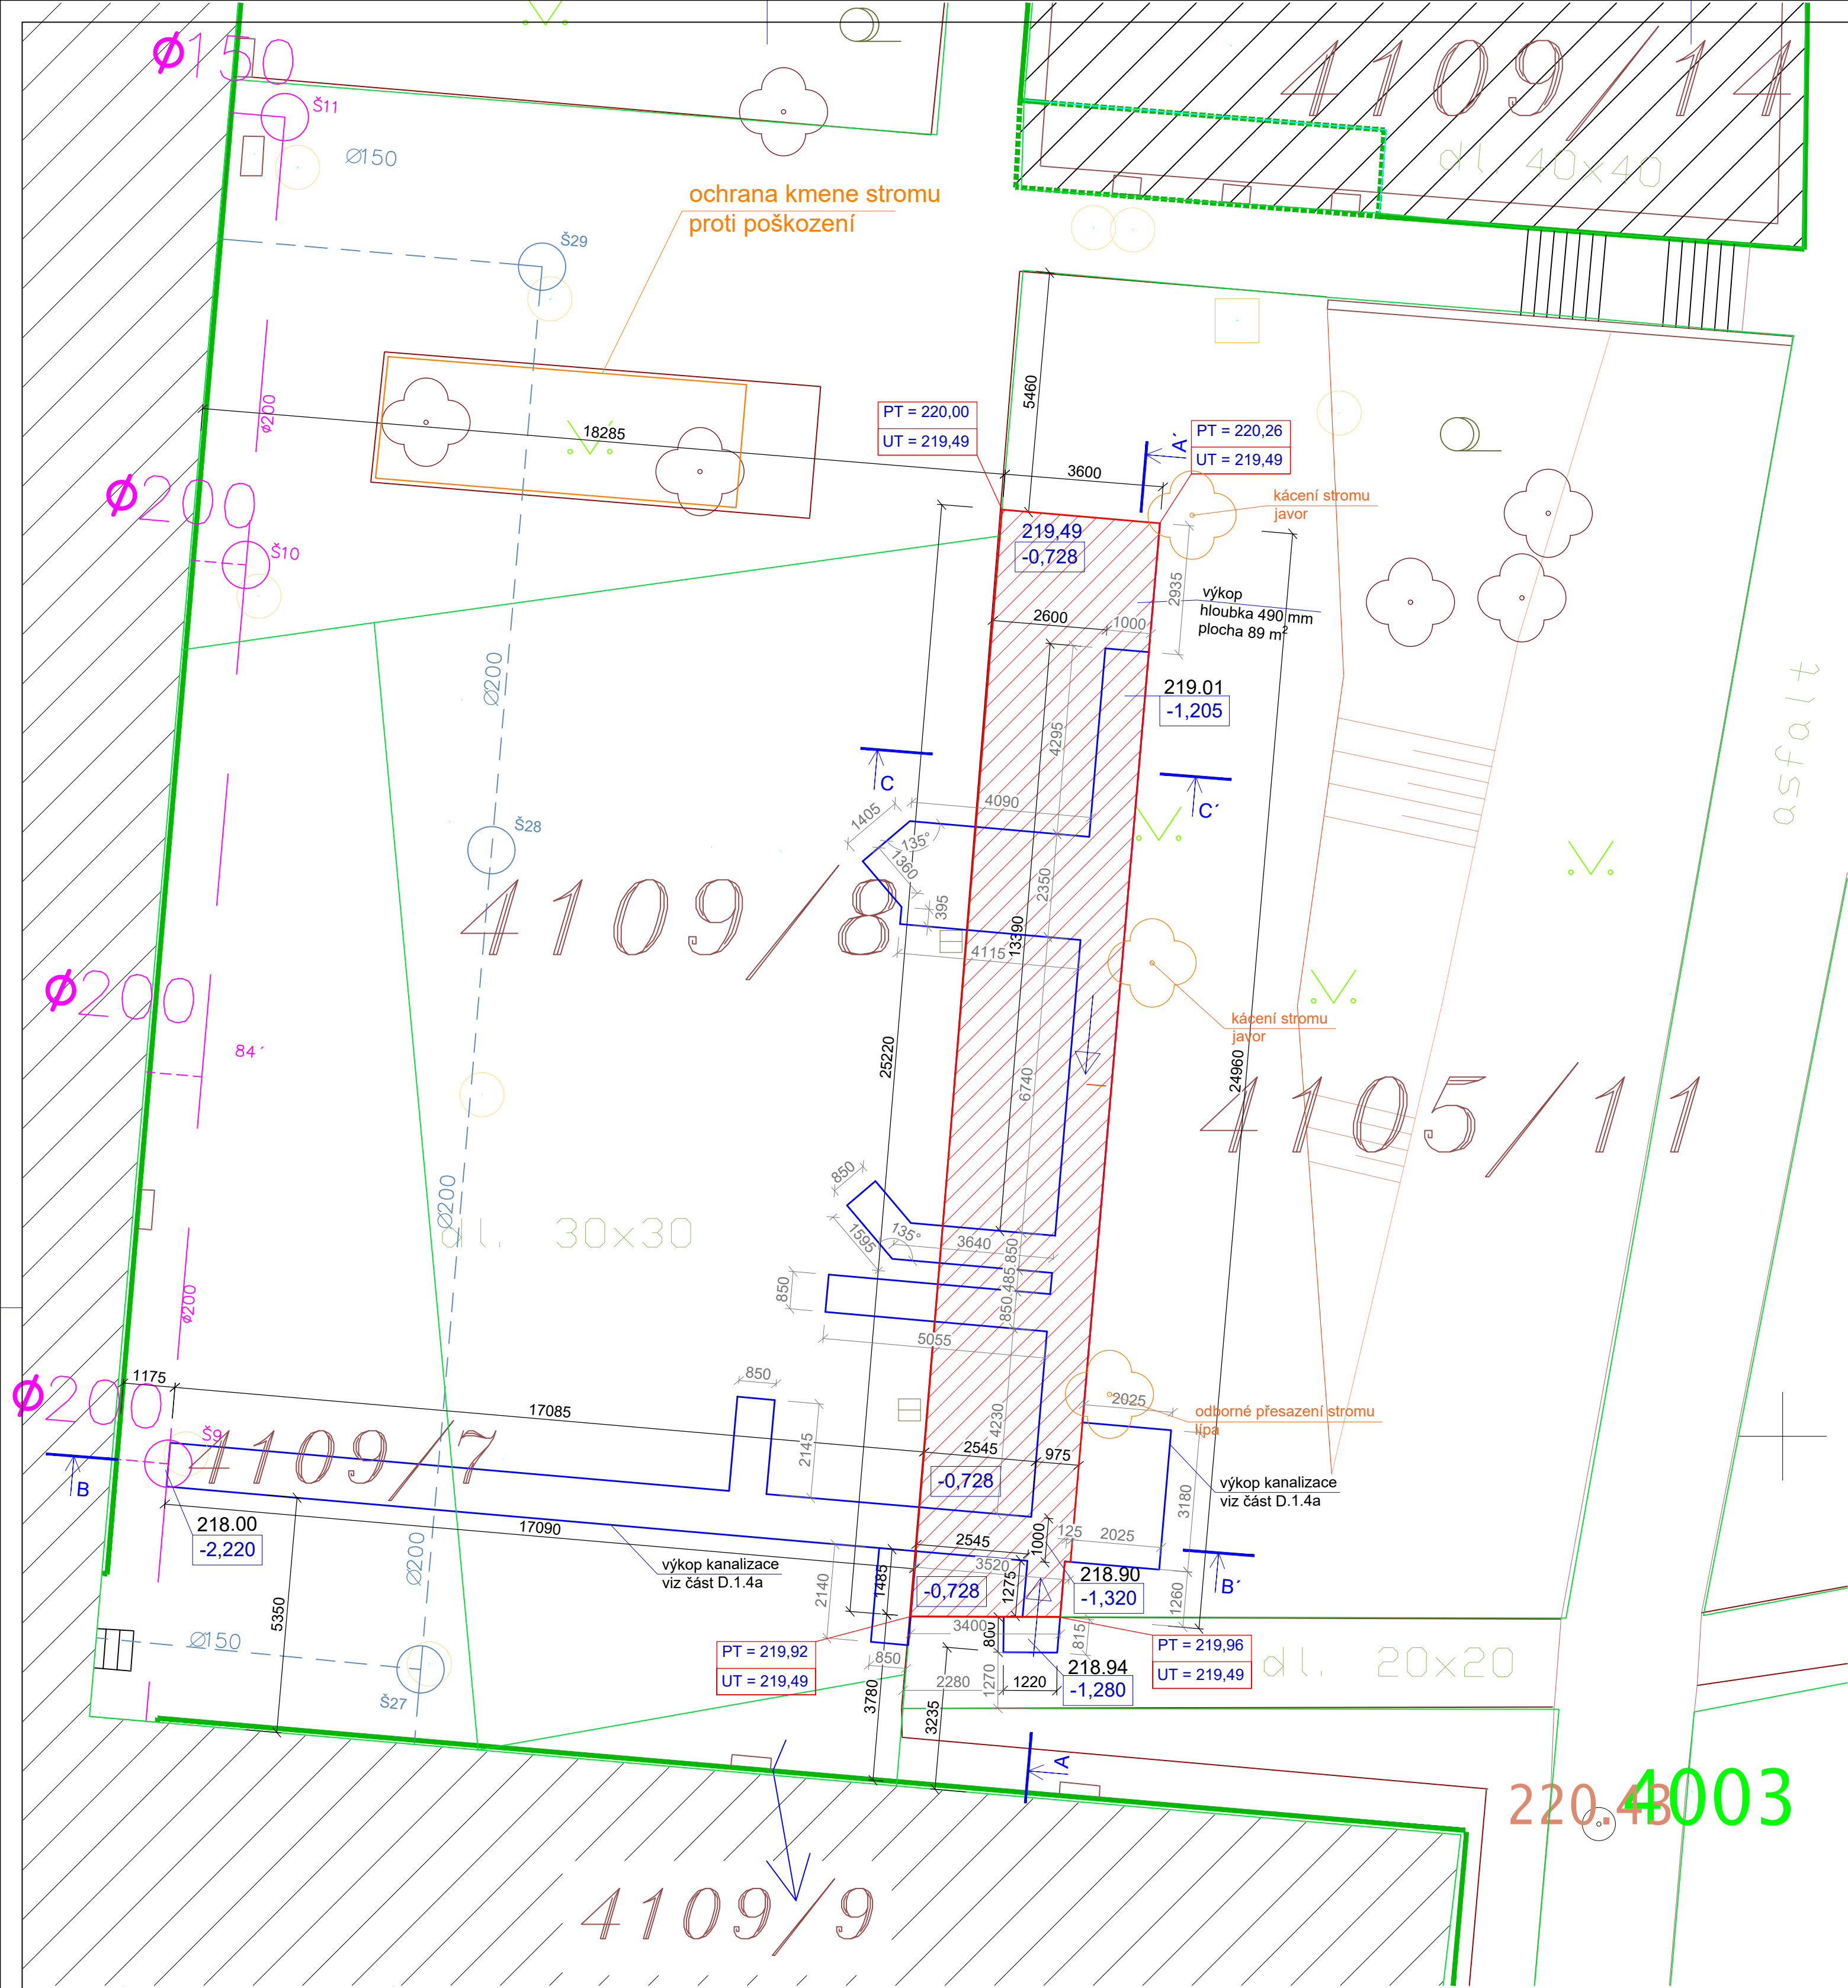 Ø150
Š11
Ø150
4109/14
dl. 40x40
ochrana kmene stromu
proti poškození
Š29
5460
PT = 220,00
UT = 219,49
PT = 220,26
UT = 219,49
A´
18285
ø200
3600
kácení stromu
javor
Ø200
Š10
219,49
-0,728
2935
výkop
hloubka 490 mm
plocha 89 m²
2600
1000
Ø200
219.01
-1,205
asfalt
4295
C
C´
4090
1405
135°
1360
Š28
395
2350
4109/8
13390
4115
Ø200
84´
kácení stromu
javor
25220
24960
6740
4105/11
850
Ø200
dl. 30x30
1595
135°
3640
850
485
850
850
ø200
5055
1175
850
2025
Ø200
17085
odborné přesazení stromu
lípa
4230
2145
Š9
4109/7
2545
975
-0,728
B
výkop kanalizace
viz část D.1.4a
3180
218.00
-2,220
17090
Ø200
výkop kanalizace
viz část D.1.4a
2545
1000
125
2025
3520
2140
1485
-0,728
1275
218.90
-1,320
B´
1260
5350
Ø150
3400
800
815
PT = 219,92
UT = 219,49
PT = 219,96
UT = 219,49
850
218.94
-1,280
dl. 20x20
3780
2280
1270
1220
Š27
3235
A
220.43
4003
4109/9